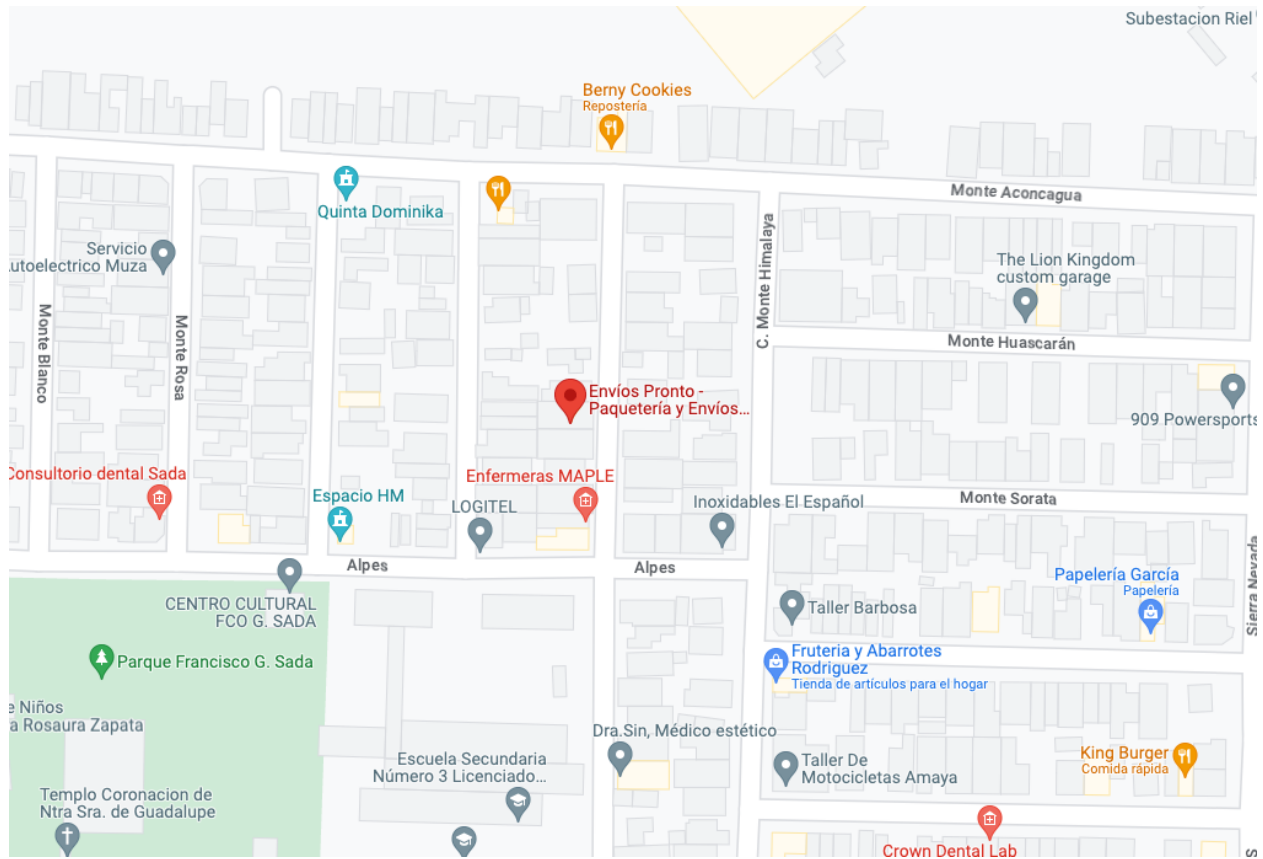 Subestacion Riel
Berny Cookies
Repostería
Quinta Dominika
Monte Aconcagua
Servicio
utoelectrico Muza
C. Monte Himalaya
The Lion Kingdom
custom garage
Monte Blanco
Monte Rosa
Monte Huascarán
Envíos Pronto -
Paquetería y Envíos...
909 Powersports
Consultorio dental Sada
Enfermeras MAPLE
Espacio HM
LOGITEL
Inoxidables El Español
Monte Sorata
Alpes
Alpes
Sierra Nevada
CENTRO CULTURAL
FCO G. SADA
Papelería García
Papelería
Taller Barbosa
Parque Francisco G. Sada
Fruteria y Abarrotes
Rodriguez
Tienda de artículos para el hogar
e Niños
a Rosaura Zapata
Dra.Sin, Médico estético
Escuela Secundaria
Número 3 Licenciado...
Taller De
Motocicletas Amaya
King Burger
Comida rápida
Templo Coronacion de
Ntra Sra. de Guadalupe
Crown Dental Lab